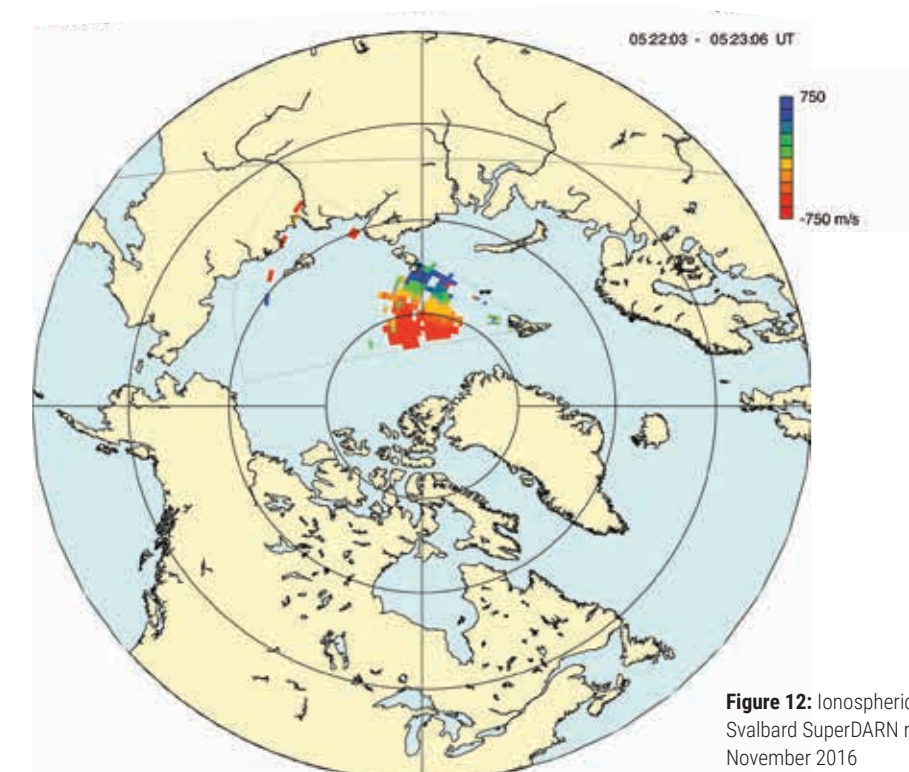 05:22:03 - 05:23:06 UT
750
-750 m/s
Figure 12: Ionospheric
Svalbard SuperDARN
November 2016